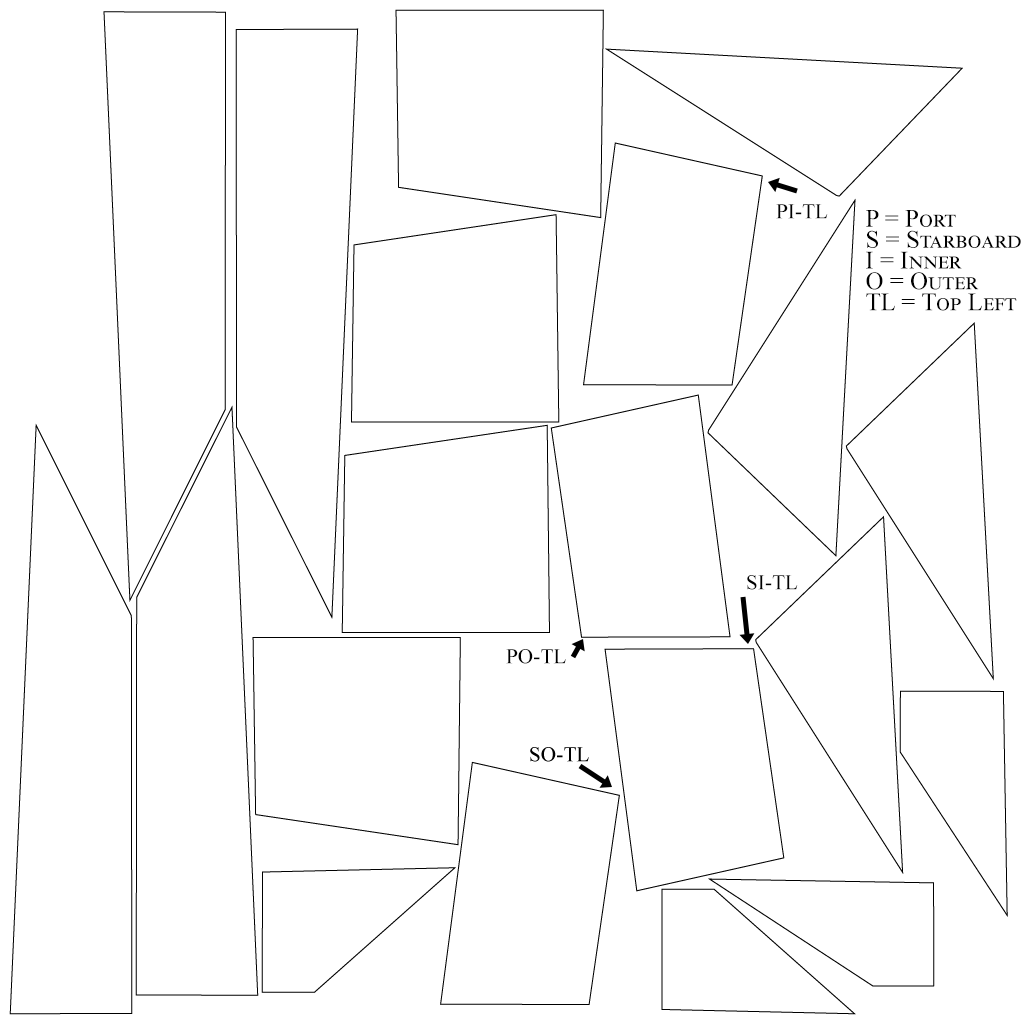 PI-TL
P = Port
S = Starboard
I = Inner
O = Outer
TL = Top Left
SI-TL
PO-TL
SO-TL